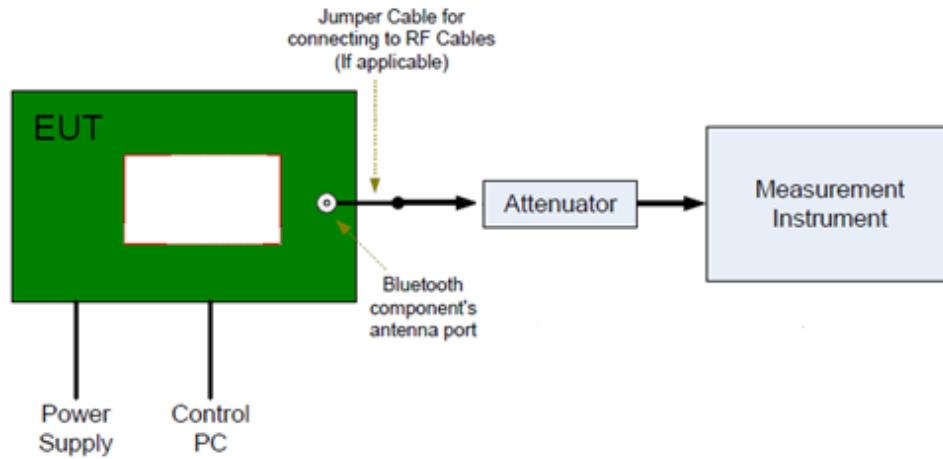 Jumper Cable for
connecting to RF Cables
(If applicable)
EUT
Attenuator
Measurement
Instrument
Bluetooth
component's
antenna port
Power
Supply
Control
PC